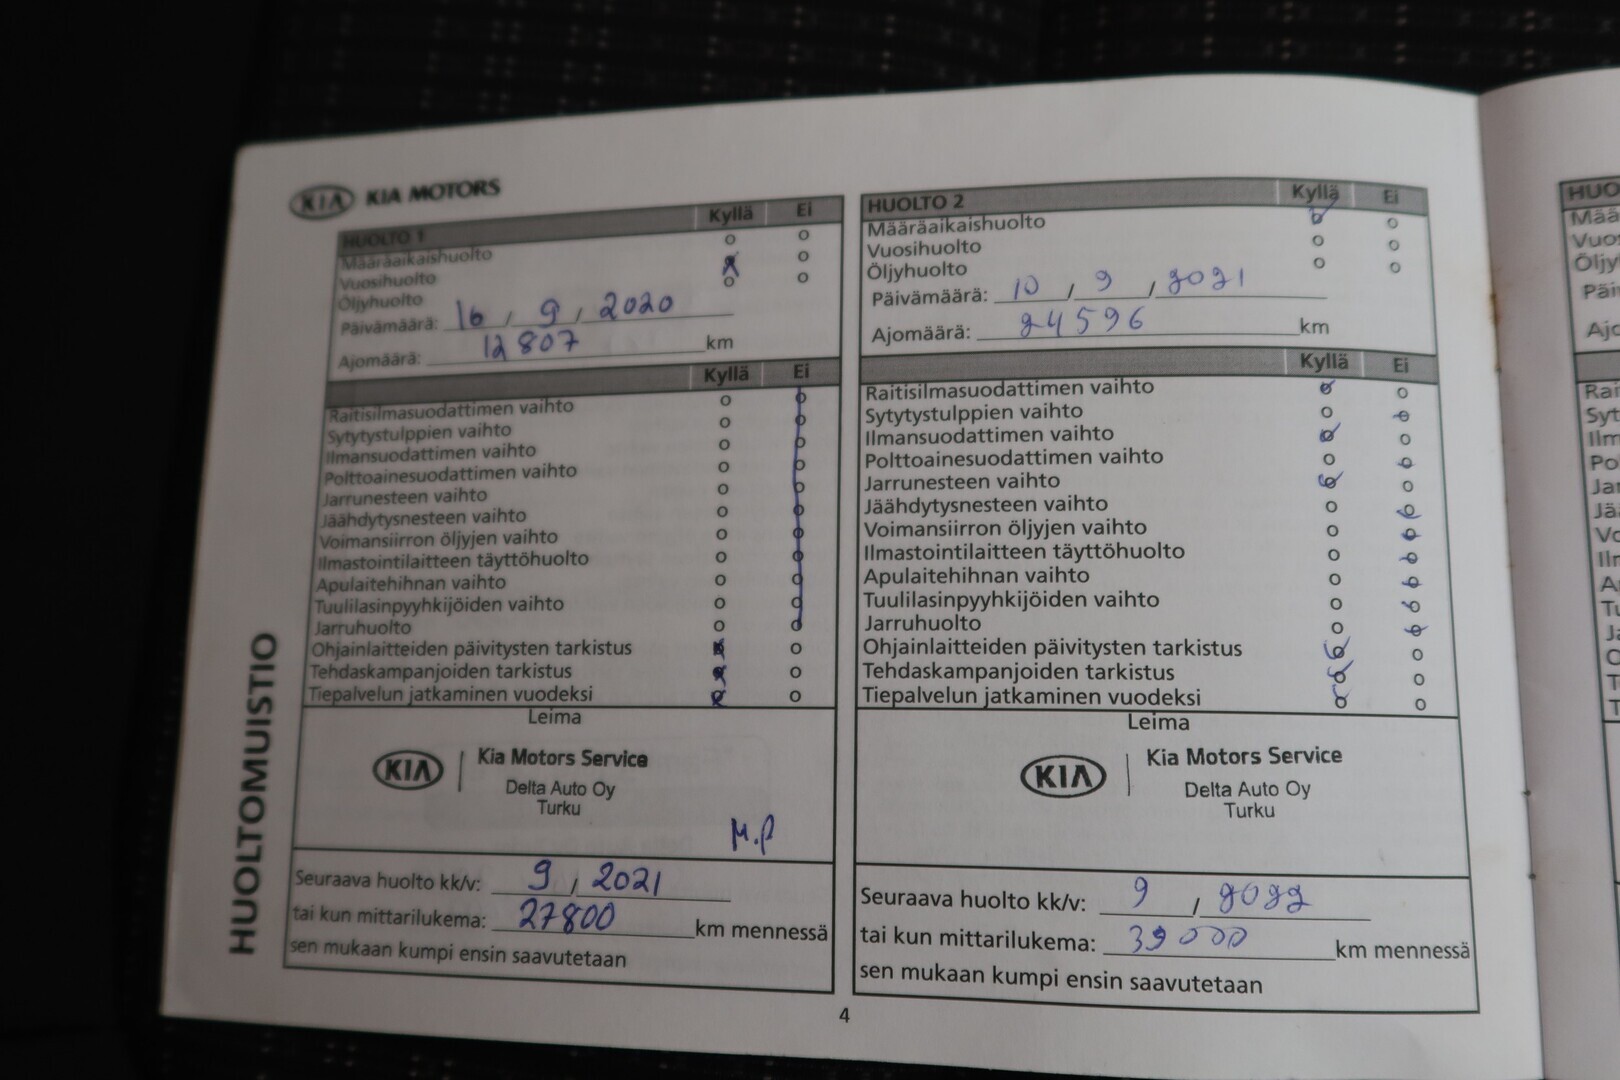 KIA KIA MOTORS
HUOLTO 1 Kyllä Ei
Määräaikaishuolto
Vuosihuolto
Öljyhuolto
Päivämäärä: 16 , 9 , 2020
Ajomäärä: 12 807 km
Kyllä Ei
Raitisilmasuodattimen vaihto
Sytytystulppien vaihto
Ilmansuodattimen vaihto
Polttoainesuodattimen vaihto
Jarrunesteen vaihto
Jäähdytysnesteen vaihto
Voimansiirron öljyjen vaihto
Ilmastointilaitteen täyttöhuolto
Apulaitehihnan vaihto
Tuulilasinpyyhkijöiden vaihto
Jarruhuolto
Ohjainlaitteiden päivitysten tarkistus
Tehdaskampanjoiden tarkistus
Tiepalvelun jatkaminen vuodeksi
Leima
KIA Kia Motors Service
Delta Auto Oy
Turku
M.P
Seuraava huolto kk/v: 9 , 2021
tai kun mittarilukema: 27800 km mennessä
sen mukaan kumpi ensin saavutetaan
HUOLTO 2 Kyllä Ei
Määräaikaishuolto
Vuosihuolto
Öljyhuolto
Päivämäärä: 10 , 9 , 2021
Ajomäärä: 24596 km
Kyllä Ei
Raitisilmasuodattimen vaihto
Sytytystulppien vaihto
Ilmansuodattimen vaihto
Polttoainesuodattimen vaihto
Jarrunesteen vaihto
Jäähdytysnesteen vaihto
Voimansiirron öljyjen vaihto
Ilmastointilaitteen täyttöhuolto
Apulaitehihnan vaihto
Tuulilasinpyyhkijöiden vaihto
Jarruhuolto
Ohjainlaitteiden päivitysten tarkistus
Tehdaskampanjoiden tarkistus
Tiepalvelun jatkaminen vuodeksi
Leima
KIA Kia Motors Service
Delta Auto Oy
Turku
Seuraava huolto kk/v: 9 / 2022
tai kun mittarilukema: 39 000 km mennessä
sen mukaan kumpi ensin saavutetaan
HUOLTOMUISTIO
4